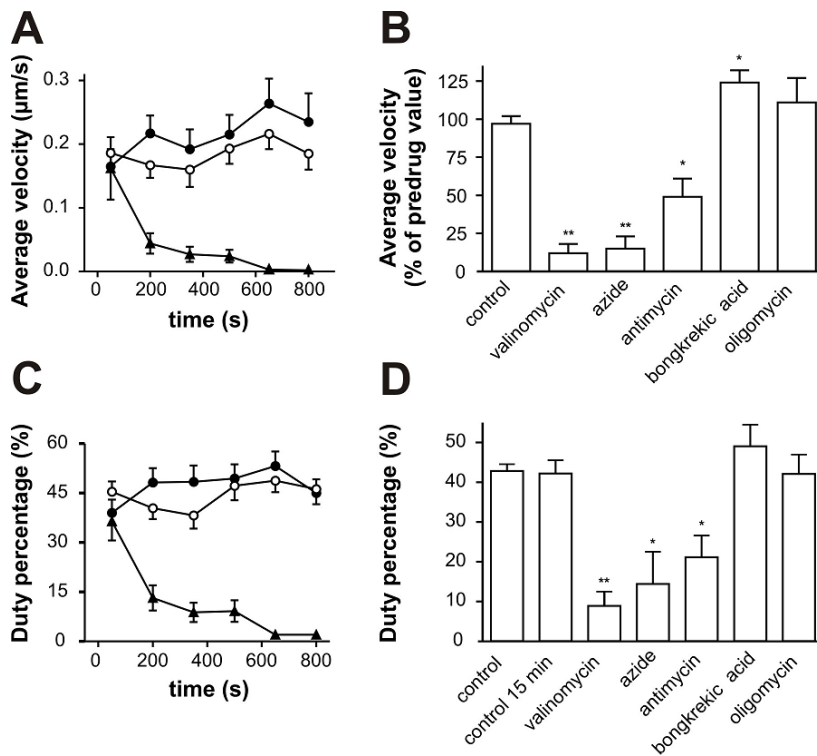 A
Average velocity (μm/s)
0.3
0.2
0.1
0.0
0 200 400 600 800
time (s)
B
Average velocity
(% of predrug value)
125
100
75
50
25
0
** ** * *
control
valinomycin
azide
antimycin
bongkrekic acid
oligomycin
C
Duty percentage (%)
60
45
30
15
0
0 200 400 600 800
time (s)
D
Duty percentage (%)
50
40
30
20
10
0
** * *
control
control 15 min
valinomycin
azide
antimycin
bongkrekic acid
oligomycin